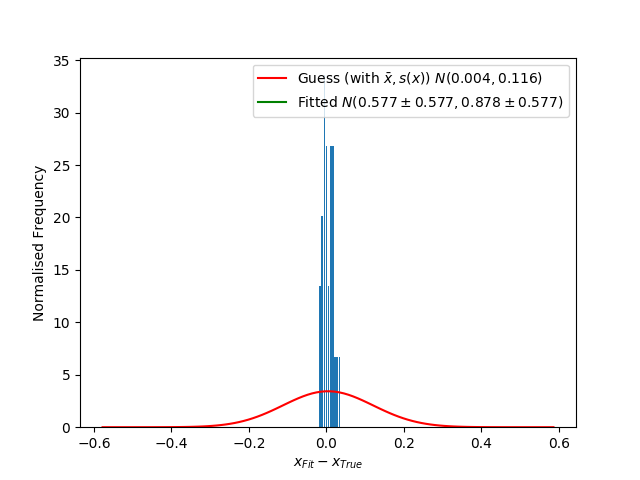 Guess (with x̄, s(x)) N(0.004, 0.116)
Fitted N(0.577 ± 0.577, 0.878 ± 0.577)
35
30
25
20
15
10
5
0
Normalised Frequency
−0.6 −0.4 −0.2 0.0 0.2 0.4 0.6
x_Fit − x_True